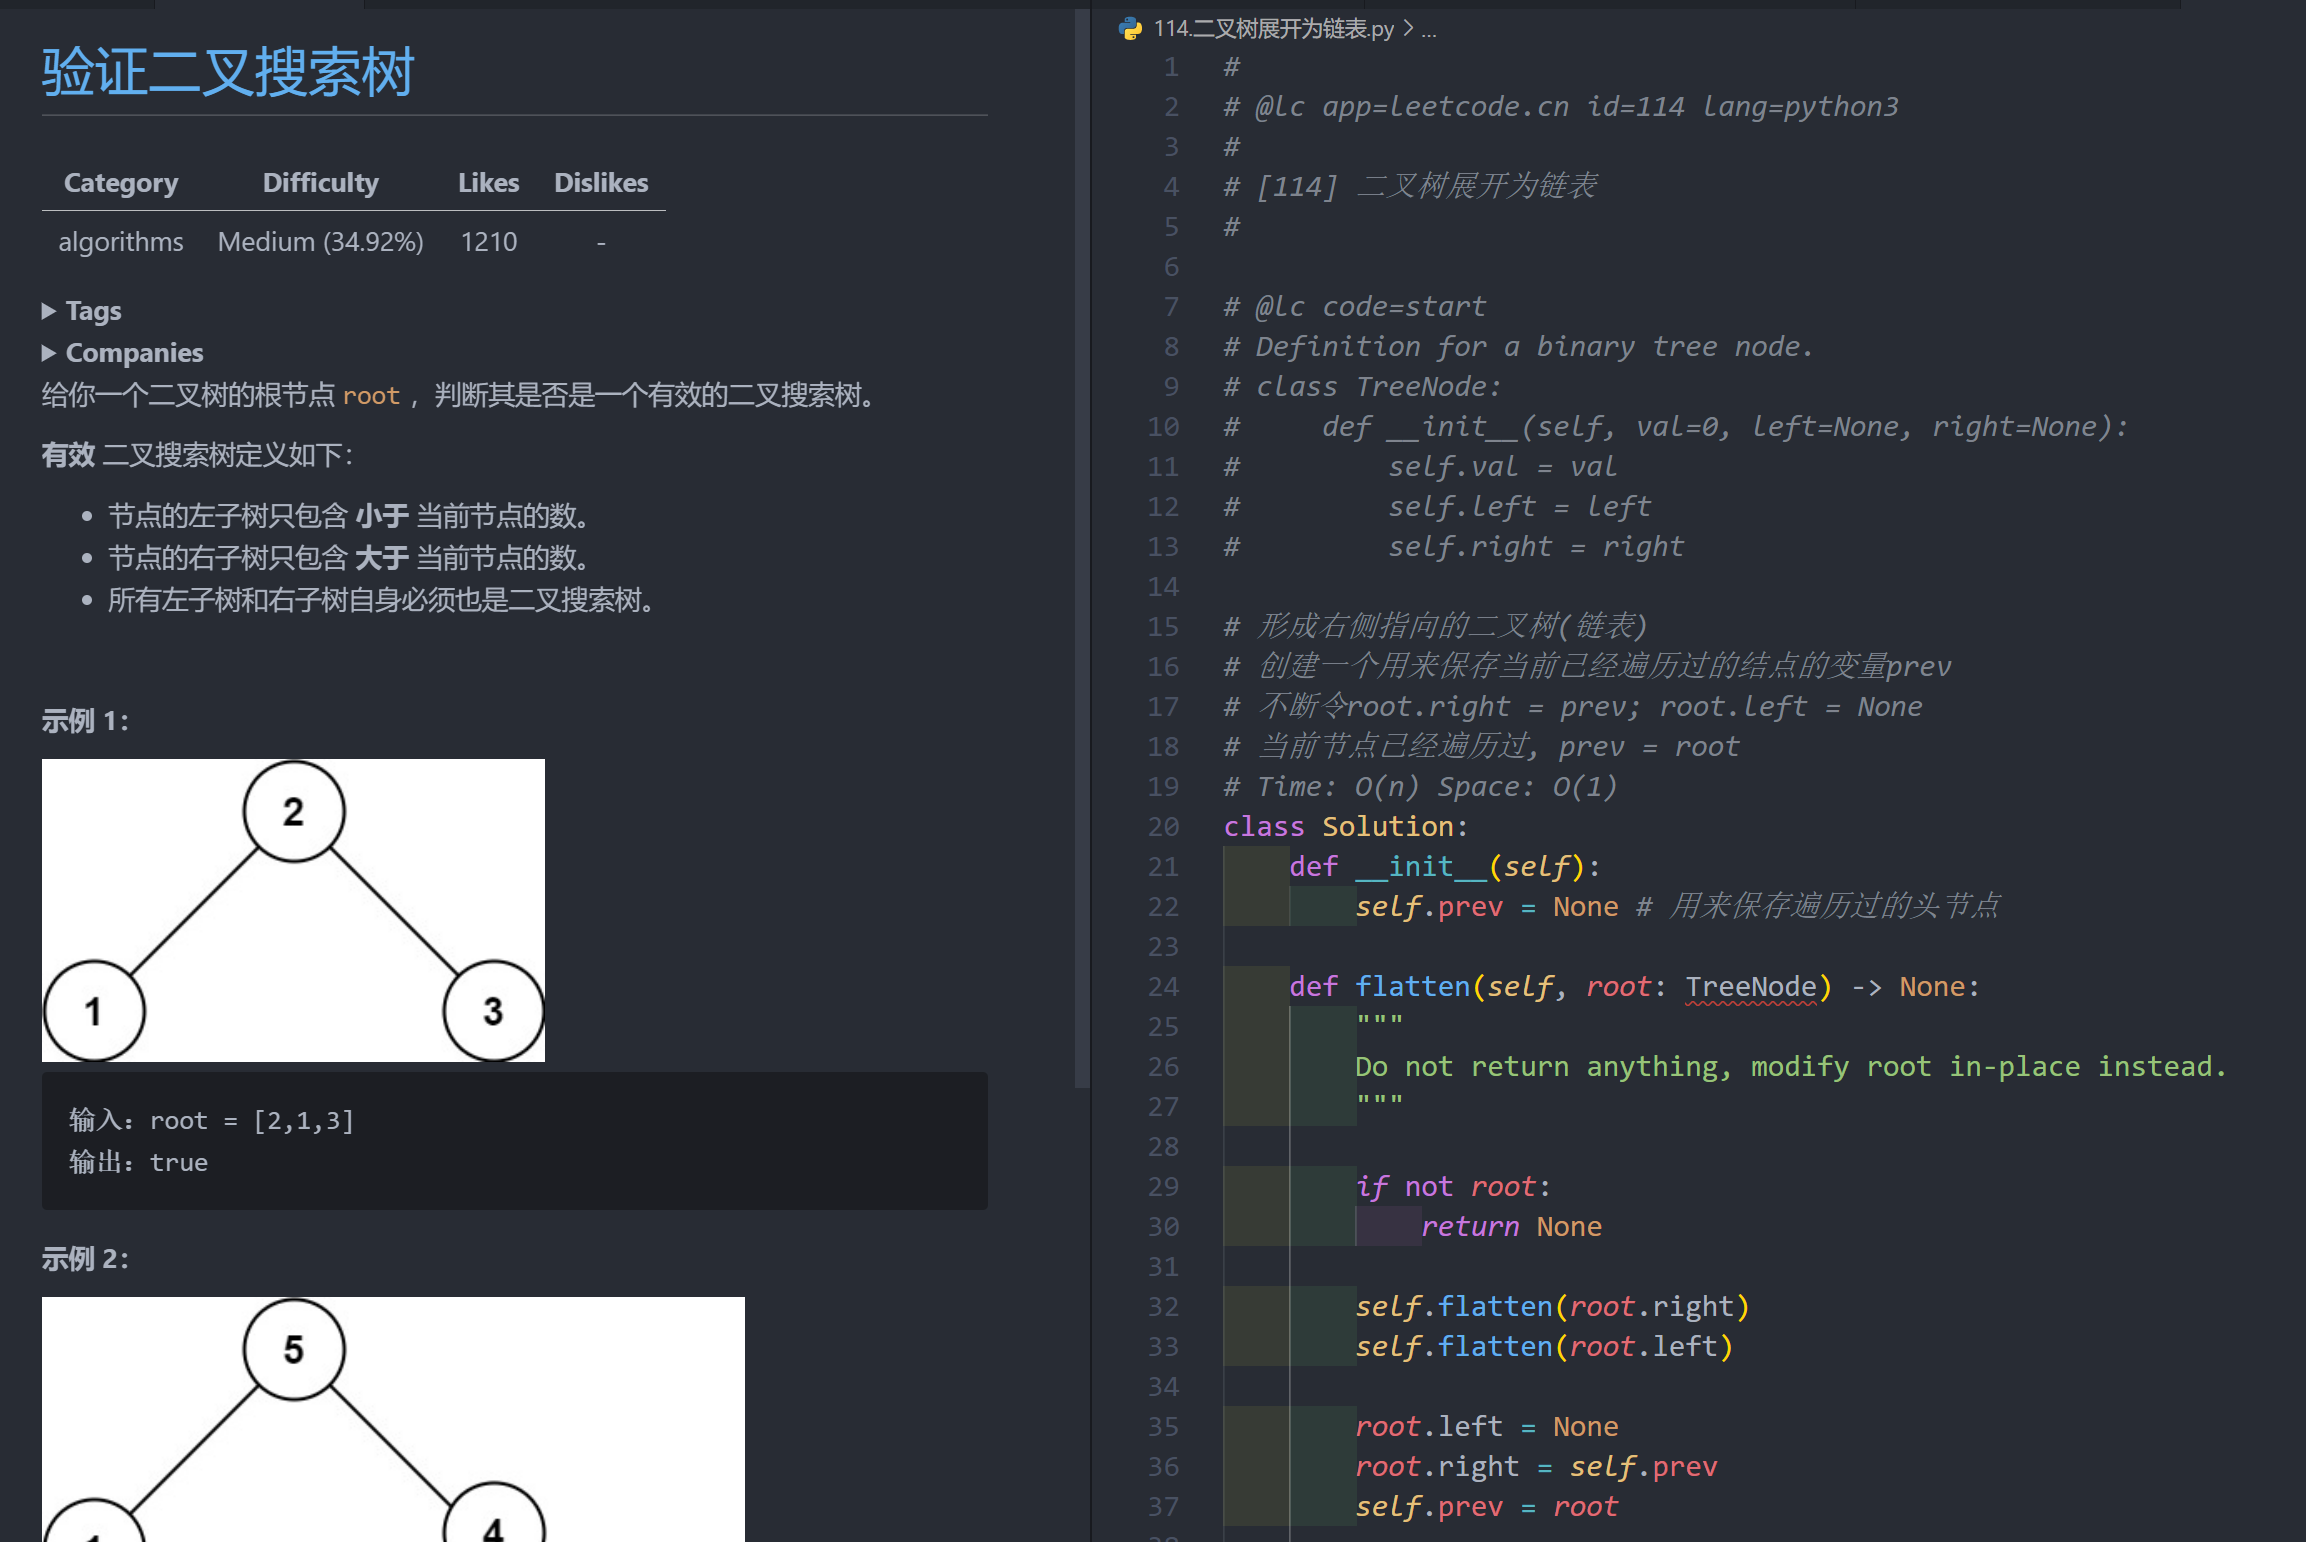 验证二叉搜索树
Category Difficulty Likes Dislikes
algorithms Medium (34.92%) 1210 -
Tags
Companies
给你一个二叉树的根节点 root ，判断其是否是一个有效的二叉搜索树。
有效 二叉搜索树定义如下：
节点的左子树只包含 小于 当前节点的数。
节点的右子树只包含 大于 当前节点的数。
所有左子树和右子树自身必须也是二叉搜索树。
示例 1：
2
1 3
输入：root = [2,1,3]
输出：true
示例 2：
5
1 4
114.二叉树展开为链表.py > ...
1 #
2 # @lc app=leetcode.cn id=114 lang=python3
3 #
4 # [114] 二叉树展开为链表
5 #
6
7 # @lc code=start
8 # Definition for a binary tree node.
9 # class TreeNode:
10 #     def __init__(self, val=0, left=None, right=None):
11 #         self.val = val
12 #         self.left = left
13 #         self.right = right
14
15 # 形成右侧指向的二叉树(链表)
16 # 创建一个用来保存当前已经遍历过的结点的变量prev
17 # 不断令root.right = prev; root.left = None
18 # 当前节点已经遍历过, prev = root
19 # Time: O(n) Space: O(1)
20 class Solution:
21     def __init__(self):
22         self.prev = None # 用来保存遍历过的头节点
23
24     def flatten(self, root: TreeNode) -> None:
25         """
26         Do not return anything, modify root in-place instead.
27         """
28
29         if not root:
30             return None
31
32         self.flatten(root.right)
33         self.flatten(root.left)
34
35         root.left = None
36         root.right = self.prev
37         self.prev = root
38